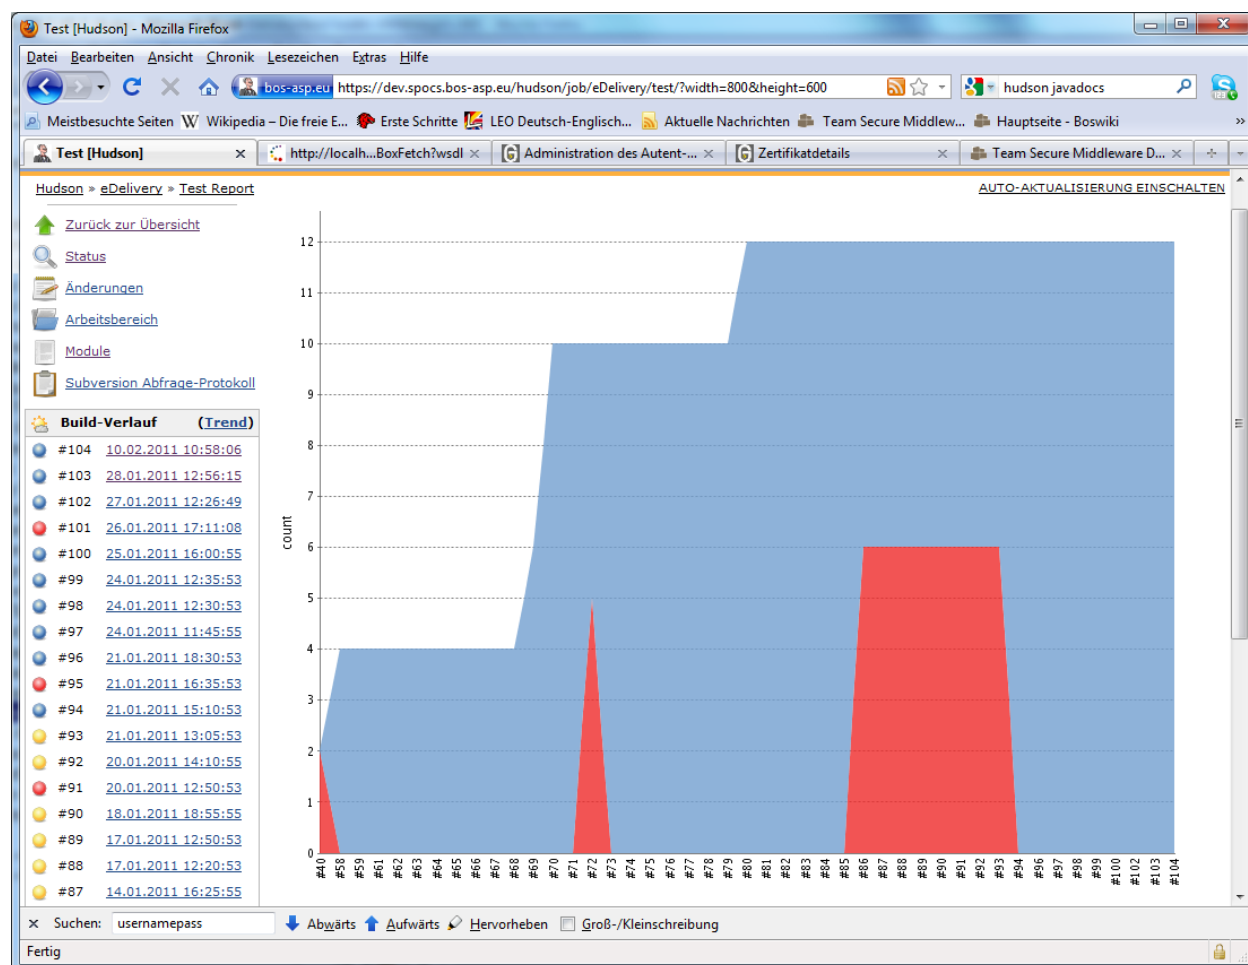 Test [Hudson] - Mozilla Firefox
Datei Bearbeiten Ansicht Chronik Lesezeichen Extras Hilfe
bos-asp.eu https://dev.spocs.bos-asp.eu/hudson/job/eDelivery/test/?width=800&height=600 hudson javadocs
Meistbesuchte Seiten W Wikipedia – Die freie E... Erste Schritte LEO Deutsch-Englisch... Aktuelle Nachrichten Team Secure Middlew... Hauptseite - Boswiki »
Test [Hudson] × http://localh...BoxFetch?wsdl × Administration des Autent-... × Zertifikatdetails × Team Secure Middleware D... ×
Hudson » eDelivery » Test Report AUTO-AKTUALISIERUNG EINSCHALTEN
Zurück zur Übersicht
Status
Änderungen
Arbeitsbereich
Module
Subversion Abfrage-Protokoll
Build-Verlauf (Trend)
#104 10.02.2011 10:58:06
#103 28.01.2011 12:56:15
#102 27.01.2011 12:26:49
#101 26.01.2011 17:11:08
#100 25.01.2011 16:00:55
#99 24.01.2011 12:35:53
#98 24.01.2011 12:30:53
#97 24.01.2011 11:45:55
#96 21.01.2011 18:30:53
#95 21.01.2011 16:35:53
#94 21.01.2011 15:10:53
#93 21.01.2011 13:05:53
#92 20.01.2011 14:10:55
#91 20.01.2011 12:50:53
#90 18.01.2011 18:55:55
#89 17.01.2011 12:50:53
#88 17.01.2011 12:20:53
#87 14.01.2011 16:25:55
12
11
10
9
8
7
6
5
4
3
2
1
0
count
#40 #58 #59 #61 #62 #63 #64 #65 #66 #67 #68 #69 #70 #71 #72 #73 #74 #75 #76 #77 #78 #79 #80 #81 #82 #83 #84 #85 #86 #87 #88 #89 #90 #91 #92 #93 #94 #96 #97 #98 #99 #100 #102 #103 #104
× Suchen: usernamepass Abwärts Aufwärts Hervorheben Groß-/Kleinschreibung
Fertig